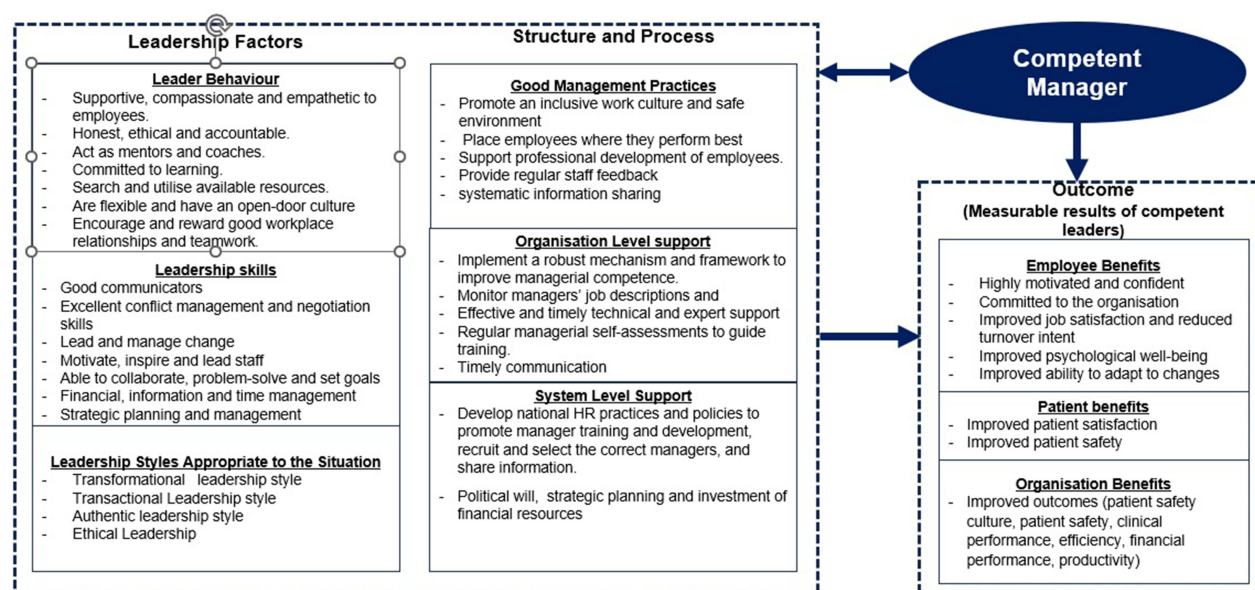 Leadership Factors
Leader Behaviour
- Supportive, compassionate and empathetic to
employees.
- Honest, ethical and accountable.
- Act as mentors and coaches.
- Committed to learning.
- Search and utilise available resources.
- Are flexible and have an open-door culture
- Encourage and reward good workplace
relationships and teamwork.
Leadership skills
- Good communicators
- Excellent conflict management and negotiation
skills
- Lead and manage change
- Motivate, inspire and lead staff
- Able to collaborate, problem-solve and set goals
- Financial, information and time management
- Strategic planning and management
Leadership Styles Appropriate to the Situation
- Transformational leadership style
- Transactional Leadership style
- Authentic leadership style
- Ethical Leadership
Structure and Process
Good Management Practices
- Promote an inclusive work culture and safe
environment
- Place employees where they perform best
- Support professional development of employees.
- Provide regular staff feedback
- systematic information sharing
Organisation Level support
- Implement a robust mechanism and framework to
improve managerial competence.
- Monitor managers' job descriptions and
- Effective and timely technical and expert support
- Regular managerial self-assessments to guide
training.
- Timely communication
System Level Support
- Develop national HR practices and policies to
promote manager training and development,
recruit and select the correct managers, and
share information.
- Political will, strategic planning and investment of
financial resources
Competent
Manager
Outcome
(Measurable results of competent
leaders)
Employee Benefits
- Highly motivated and confident
- Committed to the organisation
- Improved job satisfaction and reduced
turnover intent
- Improved psychological well-being
- Improved ability to adapt to changes
Patient benefits
- Improved patient satisfaction
- Improved patient safety
Organisation Benefits
- Improved outcomes (patient safety
culture, patient safety, clinical
performance, efficiency, financial
performance, productivity)